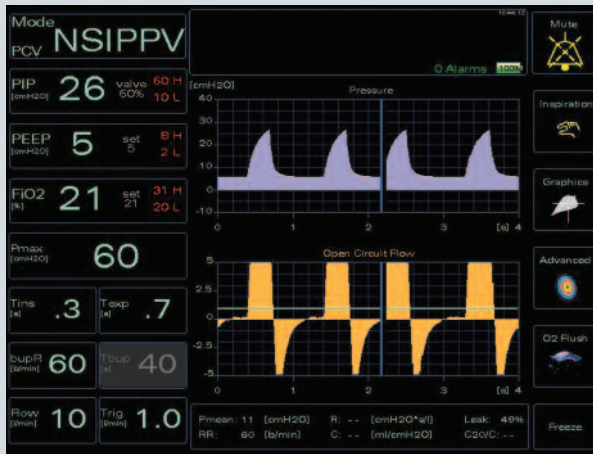 Mode
PCV NSIPPV
PIP [cmH2O] 26 valve 60% 60 H 10 L
PEEP [cmH2O] 5 set 5 8 H 2 L
FiO2 [%] 21 set 21 31 H 20 L
Pmax [cmH2O] 60
Tins [s] .3 Texp [s] .7
bupR [b/min] 60 Tbup [s] 40
Flow [l/min] 10 Trig [l/min] 1.0
0 Alarms 100%
[cmH2O] Pressure
40
30
20
10
0
-10
0 1 2 3 [s] 4
Open Circuit Flow
5
2.5
0
-2.5
-5
0 1 2 3 [s] 4
Pmean: 11 [cmH2O] R: -- [cmH2O*s/l] Leak: 49%
RR: 60 [b/min] C: -- [ml/cmH2O] C20/C: --
Mute
Inspiration
Graphics
Advanced
O2 Flush
Freeze